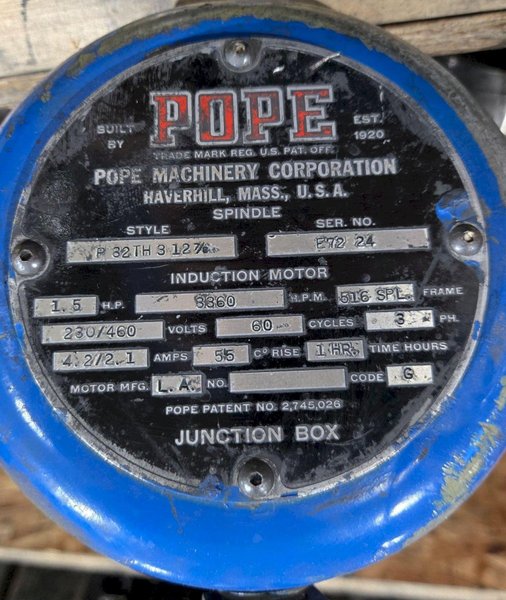 BUILT BY POPE EST. 1920
TRADE MARK REG. U.S. PAT. OFF.
POPE MACHINERY CORPORATION
HAVERHILL, MASS., U.S.A.
SPINDLE
STYLE SER. NO.
P 32TH 3 12⅞ E72 24
INDUCTION MOTOR
1.5 H.P. 3360 R.P.M. 516 SPL. FRAME
230/460 VOLTS 60 CYCLES 3 PH.
4.2/2.1 AMPS 55 C° RISE 1 HR. TIME HOURS
MOTOR MFG. L.A. NO. CODE G
POPE PATENT NO. 2,745,026
JUNCTION BOX